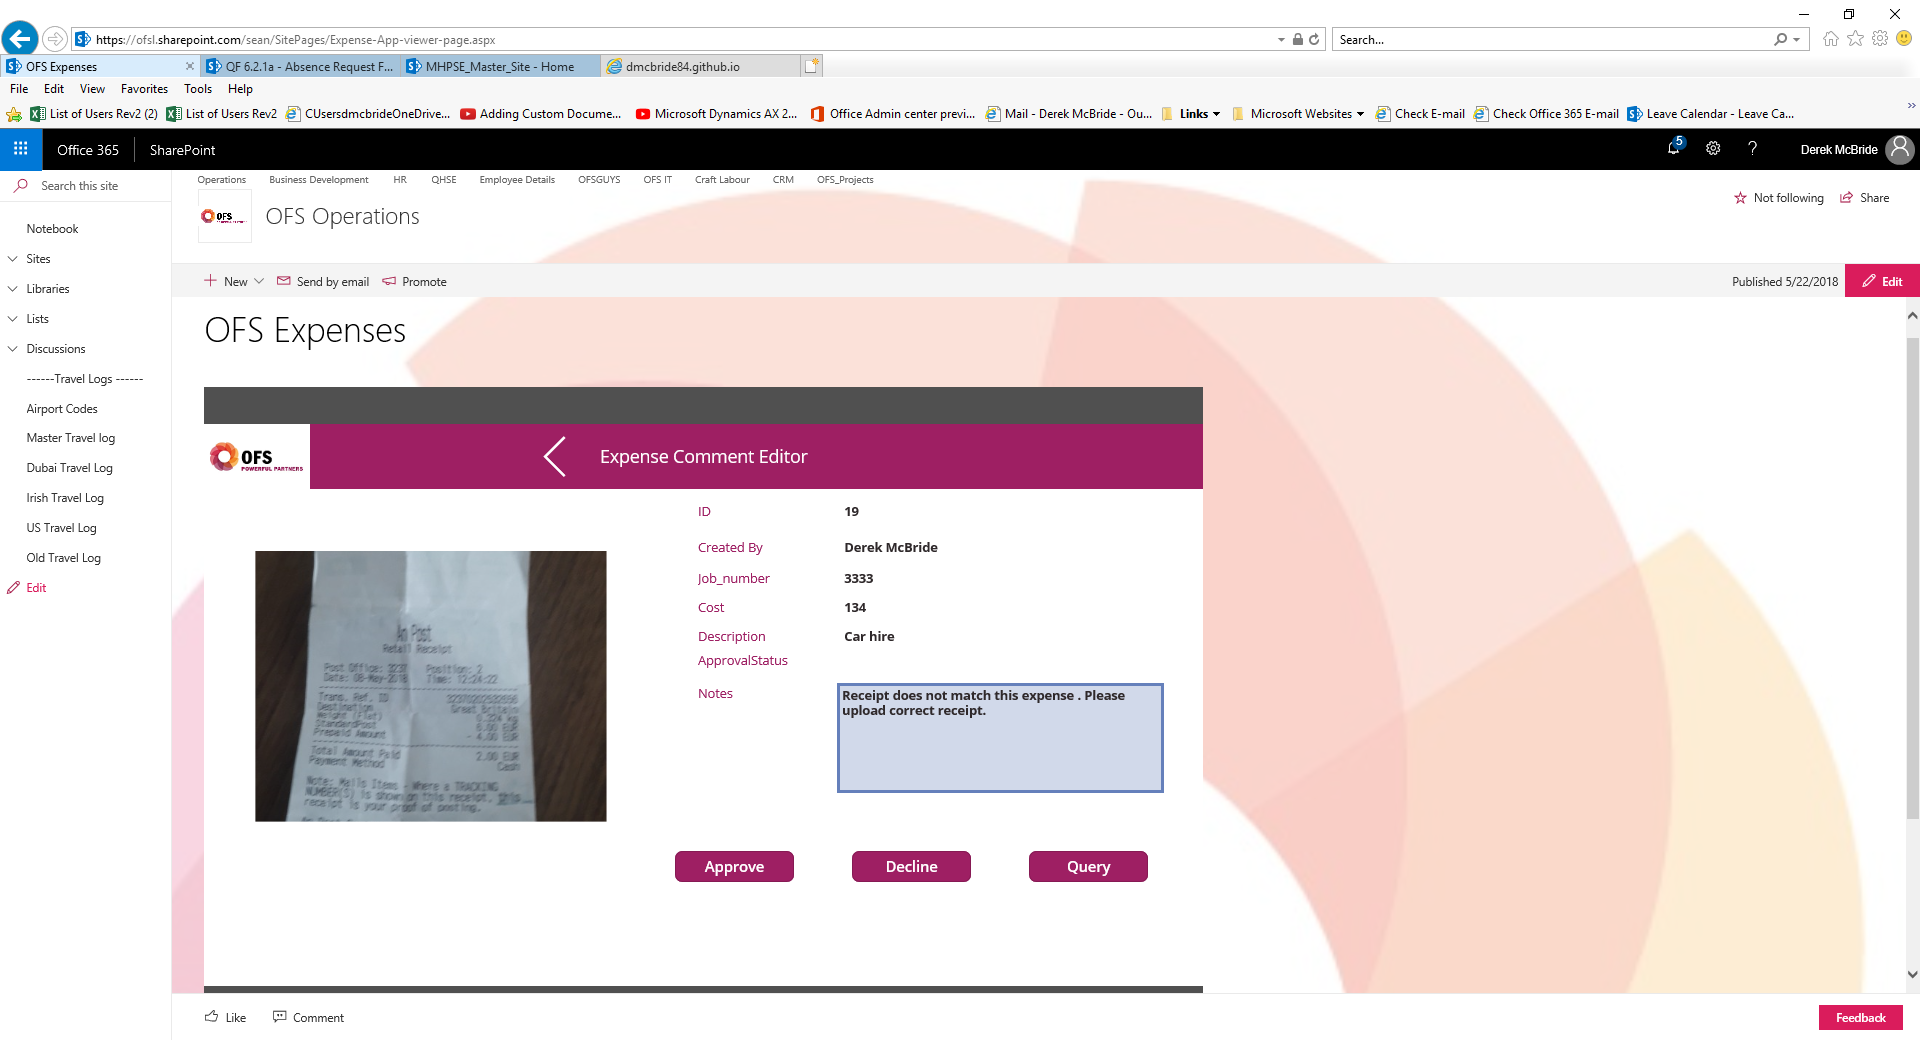 https://ofsl.sharepoint.com/sean/SitePages/Expense-App-viewer-page.aspx
Search...
OFS Expenses
QF 6.2.1a - Absence Request F...
MHPSE_Master_Site - Home
dmcbride84.github.io
File Edit View Favorites Tools Help
List of Users Rev2 (2)
List of Users Rev2
CUsersdmcbrideOneDrive...
Adding Custom Docume...
Microsoft Dynamics AX 2...
Office Admin center previ...
Mail - Derek McBride - Ou...
Links
Microsoft Websites
Check E-mail
Check Office 365 E-mail
Leave Calendar - Leave Ca...
Office 365
SharePoint
5
?
Derek McBride
Search this site
Operations Business Development HR QHSE Employee Details OFSGUYS OFS IT Craft Labour CRM OFS_Projects
OFS
OFS Operations
Not following
Share
Notebook
Sites
Libraries
Lists
Discussions
------Travel Logs ------
Airport Codes
Master Travel log
Dubai Travel Log
Irish Travel Log
US Travel Log
Old Travel Log
Edit
New
Send by email
Promote
Published 5/22/2018
Edit
OFS Expenses
OFS
POWERFUL PARTNERS
Expense Comment Editor
ID 19
Created By Derek McBride
Job_number 3333
Cost 134
Description Car hire
ApprovalStatus
Notes
Receipt does not match this expense . Please
upload correct receipt.
An Post
Retail Receipt
Post Office: 3237 Position: 2
Date: 08-May-2018 Time: 12:24:22
Trans. Ref. ID
Destination Great Britain
Weight (Flat) 0.224 kg
StandardPost 6.00 EUR
Prepaid Amount - 4.00 EUR
Total Amount Paid 2.00 EUR
Payment Method Cash
Note: Mails Items - Where a TRACKING
NUMBER(S) is shown on this receipt. This
receipt is your proof of posting.
Approve
Decline
Query
Like
Comment
Feedback